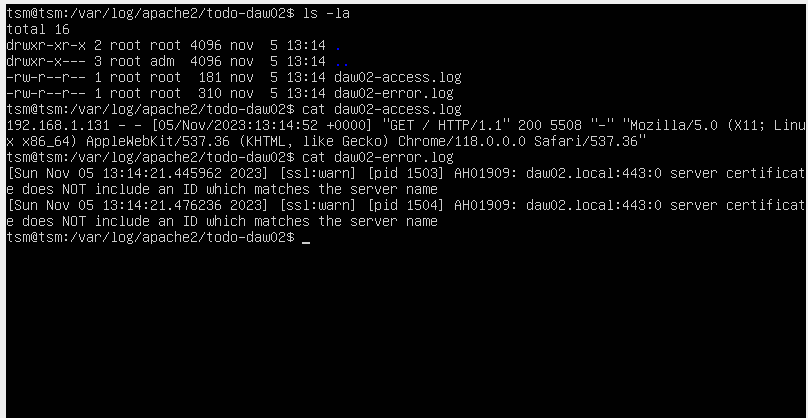 tsm@tsm:/var/log/apache2/todo-daw02$ ls -la
total 16
drwxr-xr-x 2 root root 4096 nov  5 13:14 .
drwxr-x--- 3 root adm  4096 nov  5 13:14 ..
-rw-r--r-- 1 root root  181 nov  5 13:14 daw02-access.log
-rw-r--r-- 1 root root  310 nov  5 13:14 daw02-error.log
tsm@tsm:/var/log/apache2/todo-daw02$ cat daw02-access.log
192.168.1.131 - - [05/Nov/2023:13:14:52 +0000] "GET / HTTP/1.1" 200 5508 "-" "Mozilla/5.0 (X11; Linu
x x86_64) AppleWebKit/537.36 (KHTML, like Gecko) Chrome/118.0.0.0 Safari/537.36"
tsm@tsm:/var/log/apache2/todo-daw02$ cat daw02-error.log
[Sun Nov 05 13:14:21.445962 2023] [ssl:warn] [pid 1503] AH01909: daw02.local:443:0 server certificat
e does NOT include an ID which matches the server name
[Sun Nov 05 13:14:21.476236 2023] [ssl:warn] [pid 1504] AH01909: daw02.local:443:0 server certificat
e does NOT include an ID which matches the server name
tsm@tsm:/var/log/apache2/todo-daw02$ _